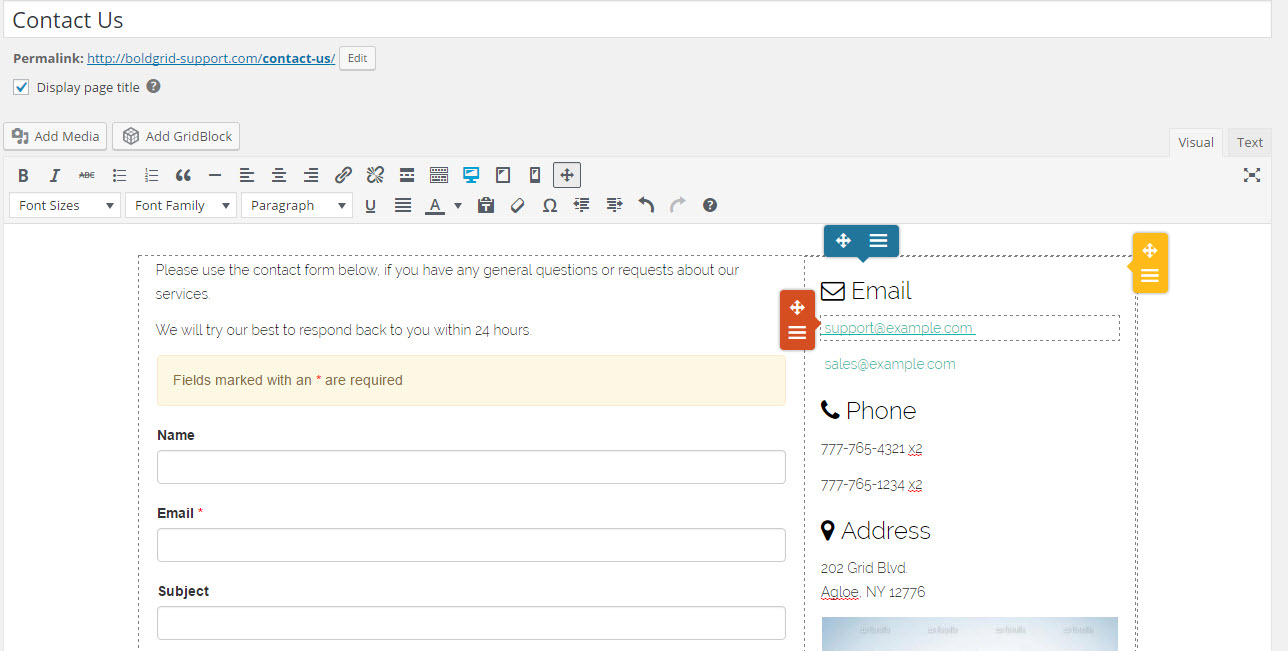 Contact Us
Permalink: http://boldgrid-support.com/contact-us/ Edit
Display page title ?
Add Media Add GridBlock
Visual Text
B I ABC
Font Sizes Font Family Paragraph U A T Ω ?
Please use the contact form below, if you have any general questions or requests about our
services.
We will try our best to respond back to you within 24 hours.
Fields marked with an * are required
Name
Email *
Subject
Email
support@example.com
sales@example.com
Phone
777-765-4321 x2
777-765-1234 x2
Address
202 Grid Blvd.
Agloe, NY 12776